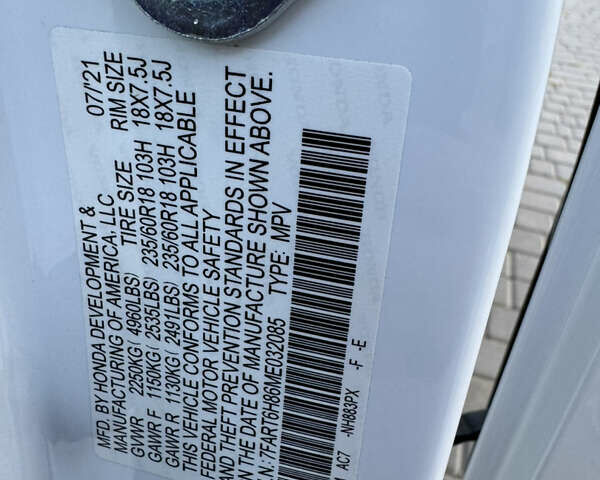 MFD. BY HONDA DEVELOPMENT & 07/'21
MANUFACTURING OF AMERICA, LLC
TIRE SIZE RIM SIZE
GVWR 2250KG( 4960LBS)
GAWR F 1150KG( 2535LBS) 235/60R18 103H 18X7.5J
GAWR R 1130KG( 2491LBS) 235/60R18 103H 18X7.5J
THIS VEHICLE CONFORMS TO ALL APPLICABLE
FEDERAL MOTOR VEHICLE SAFETY
THEFT PREVENTION STANDARDS IN EFFECT
ON THE DATE OF MANUFACTURE SHOWN ABOVE.
.N.: 7FART6H86ME032085 TYPE: MPV
AC7 -NH883PX -F -E